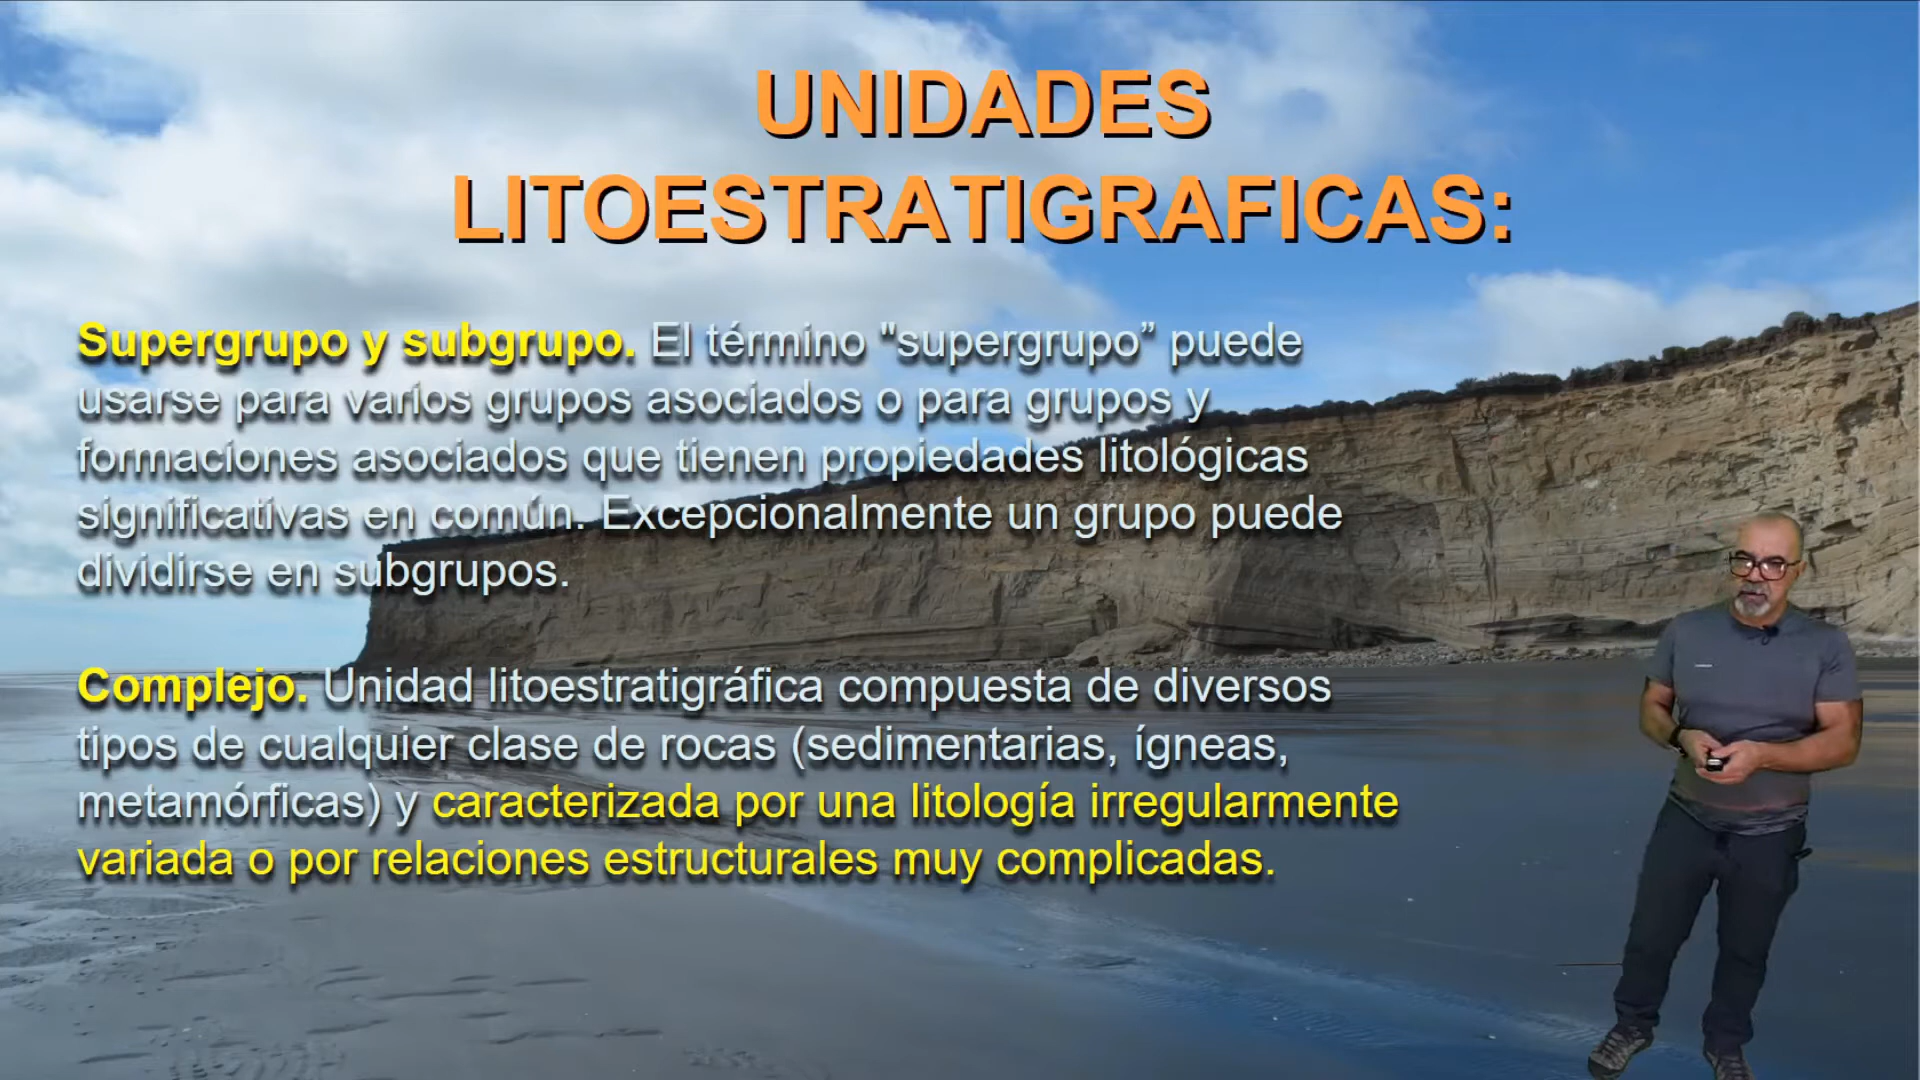 UNIDADES
LITOESTRATIGRAFICAS:
Supergrupo y subgrupo. El término "supergrupo” puede
usarse para varios grupos asociados o para grupos y
formaciones asociados que tienen propiedades litológicas
significativas en común. Excepcionalmente un grupo puede
dividirse en subgrupos.
Complejo. Unidad litoestratigráfica compuesta de diversos
tipos de cualquier clase de rocas (sedimentarias, ígneas,
metamórficas) y caracterizada por una litología irregularmente
variada o por relaciones estructurales muy complicadas.